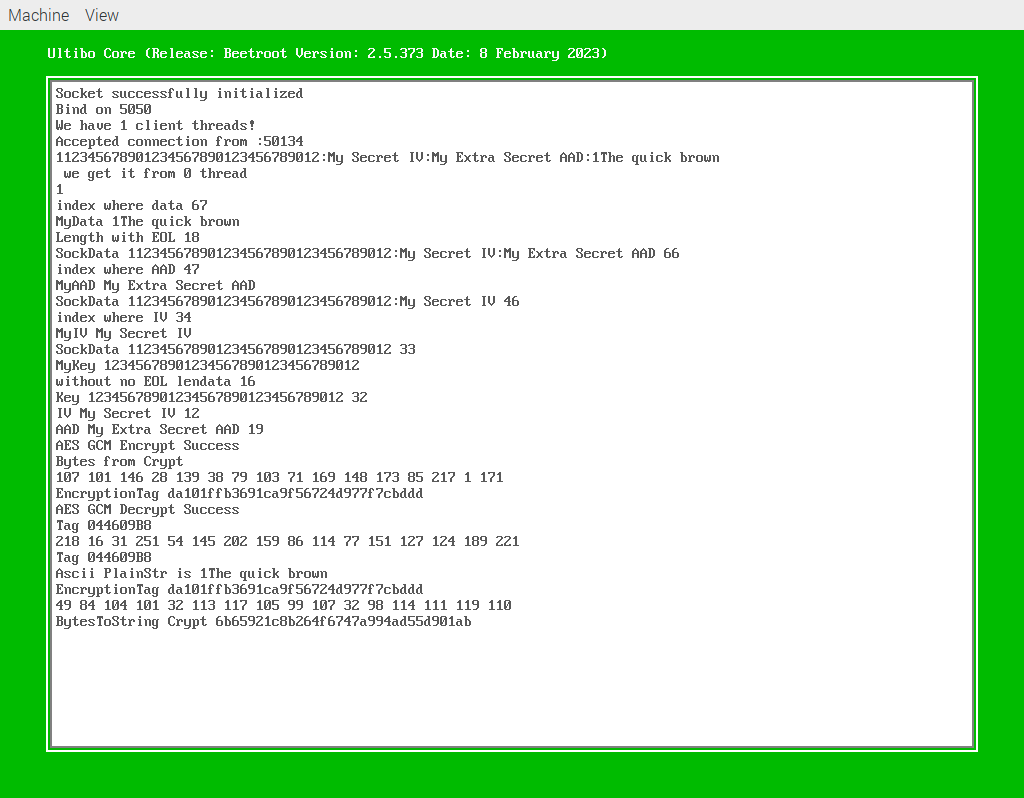 Machine View
Ultibo Core (Release: Beetroot Version: 2.5.373 Date: 8 February 2023)
Socket successfully initialized
Bind on 5050
We have 1 client threads!
Accepted connection from :50134
112345678901234567890123456789012:My Secret IV:My Extra Secret AAD:1The quick brown
we get it from 0 thread
1
index where data 67
MyData 1The quick brown
Length with EOL 18
SockData 112345678901234567890123456789012:My Secret IV:My Extra Secret AAD 66
index where AAD 47
MyAAD My Extra Secret AAD
SockData 112345678901234567890123456789012:My Secret IV 46
index where IV 34
MyIV My Secret IV
SockData 112345678901234567890123456789012 33
MyKey 12345678901234567890123456789012
without no EOL lendata 16
Key 12345678901234567890123456789012 32
IV My Secret IV 12
AAD My Extra Secret AAD 19
AES GCM Encrypt Success
Bytes from Crypt
107 101 146 28 139 38 79 103 71 169 148 173 85 217 1 171
EncryptionTag da101ffb3691ca9f56724d977f7cbddd
AES GCM Decrypt Success
Tag 044609B8
218 16 31 251 54 145 202 159 86 114 77 151 127 124 189 221
Tag 044609B8
Ascii PlainStr is 1The quick brown
EncryptionTag da101ffb3691ca9f56724d977f7cbddd
49 84 104 101 32 113 117 105 99 107 32 98 114 111 119 110
BytesToString Crypt 6b65921c8b264f6747a994ad55d901ab